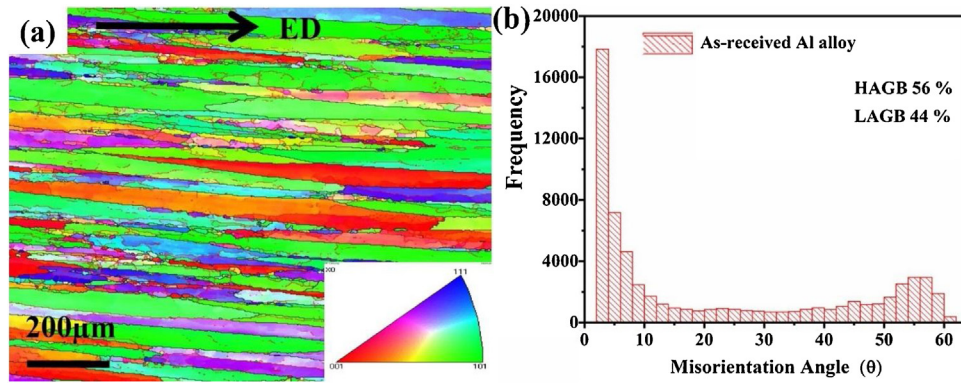 (a)
ED
200μm
111
001
101
(b)
20000
16000
12000
8000
4000
0
Frequency
As-received Al alloy
HAGB 56 %
LAGB 44 %
0 10 20 30 40 50 60
Misorientation Angle (θ)